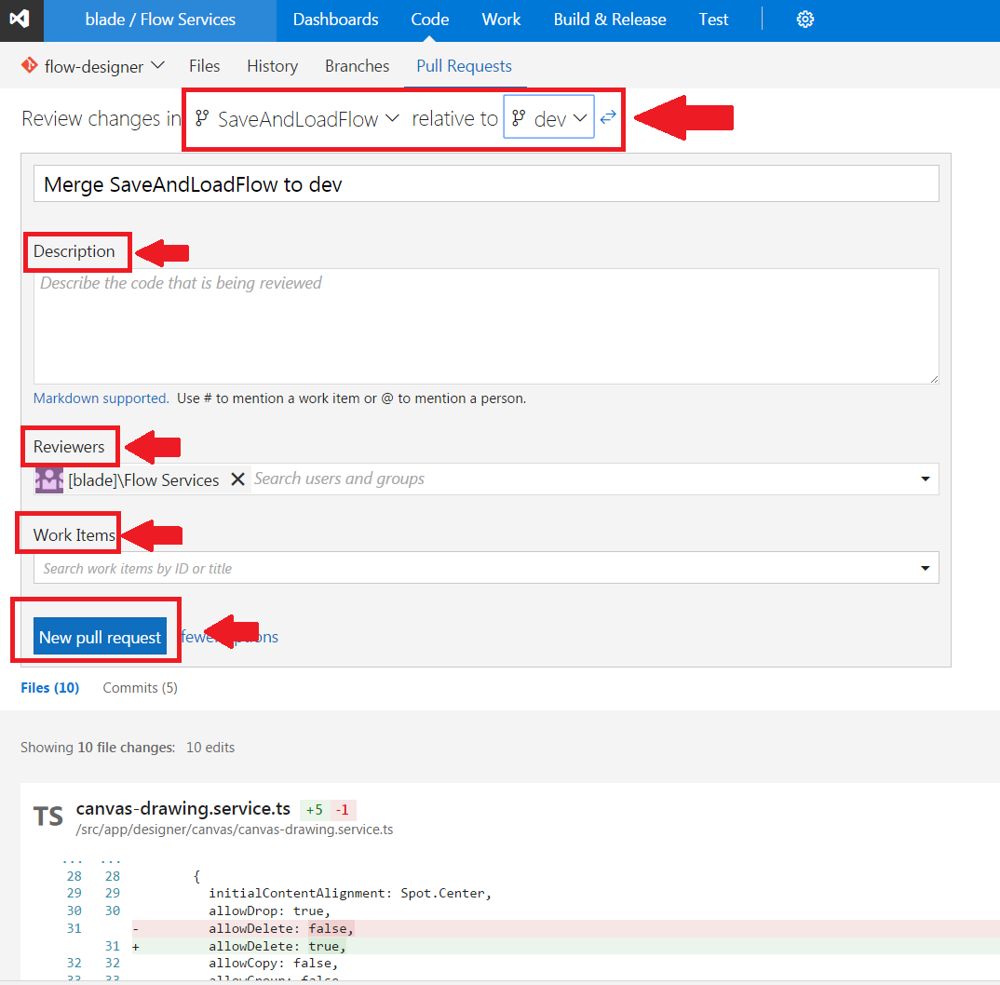 blade / Flow Services Dashboards Code Work Build & Release Test
flow-designer Files History Branches Pull Requests
Review changes in SaveAndLoadFlow relative to dev
Merge SaveAndLoadFlow to dev
Description
Describe the code that is being reviewed
Markdown supported. Use # to mention a work item or @ to mention a person.
Reviewers
[blade]\Flow Services Search users and groups
Work Items
Search work items by ID or title
New pull request
Files (10) Commits (5)
Showing 10 file changes: 10 edits
TS canvas-drawing.service.ts +5 -1
/src/app/designer/canvas/canvas-drawing.service.ts
... ...
28 28 {
29 29 initialContentAlignment: Spot.Center,
30 30 allowDrop: true,
31 - allowDelete: false,
31 + allowDelete: true,
32 32 allowCopy: false,
33 33 allowGroup: false